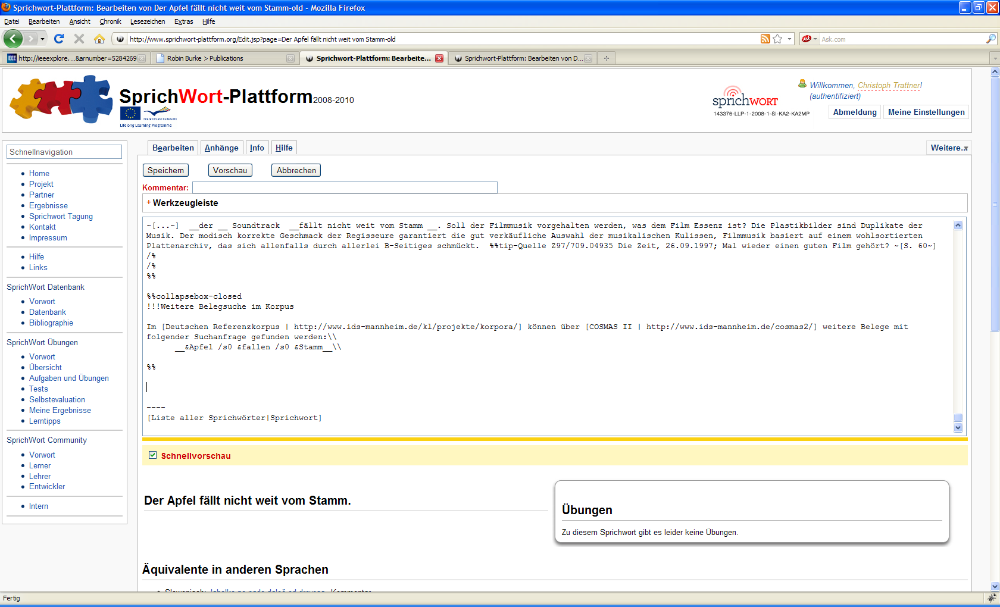 Sprichwort-Plattform: Bearbeiten von Der Apfel fällt nicht weit vom Stamm-old - Mozilla Firefox
Datei Bearbeiten Ansicht Chronik Lesezeichen Extras Hilfe
http://www.sprichwort-plattform.org/Edit.jsp?page=Der Apfel fällt nicht weit vom Stamm-old
Ask Ask.com
IEEE http://ieeexplore....&arnumber=5284269
Robin Burke > Publications
Sprichwort-Plattform: Bearbeite...
Sprichwort-Plattform: Bearbeiten von D...
SprichWort-Plattform 2008-2010
Education and Culture DG
Lifelong Learning Programme
sprichWORT
143376-LLP-1-2008-1-SI-KA2-KA2MP
Willkommen, Christoph Trattner!
(authentifiziert)
Abmeldung Meine Einstellungen
Schnellnavigation
Home
Projekt
Partner
Ergebnisse
Sprichwort Tagung
Kontakt
Impressum
Hilfe
Links
SprichWort Datenbank
Vorwort
Datenbank
Bibliographie
SprichWort Übungen
Vorwort
Übersicht
Aufgaben und Übungen
Tests
Selbstevaluation
Meine Ergebnisse
Lerntipps
SprichWort Community
Vorwort
Lerner
Lehrer
Entwickler
Intern
Bearbeiten Anhänge Info Hilfe
Weitere...
Speichern Vorschau Abbrechen
Kommentar:
+ Werkzeugleiste
~[...~]  __der __ Soundtrack  __fällt nicht weit vom Stamm __. Soll der Filmmusik vorgehalten werden, was dem Film Essenz ist? Die Plastikbilder sind Duplikate der
Musik. Der modisch korrekte Geschmack der Regisseure garantiert die gut verkäufliche Auswahl der musikalischen Kulissen, Filmmusik basiert auf einem wohlsortierten
Plattenarchiv, das sich allenfalls durch allerlei B-Seitiges schmückt.  %%tip-Quelle Z97/709.04935 Die Zeit, 26.09.1997; Mal wieder einen guten Film gehört? ~[S. 60~]
/%
/%
%%
%%collapsebox-closed
!!!Weitere Belegsuche im Korpus
Im [Deutschen Referenzkorpus | http://www.ids-mannheim.de/kl/projekte/korpora/] können über [COSMAS II | http://www.ids-mannheim.de/cosmas2/] weitere Belege mit
folgender Suchanfrage gefunden werden:\\
__&Apfel /s0 &fallen /s0 &Stamm__\\
%%
----
[Liste aller Sprichwörter|Sprichwort]
Schnellvorschau
Der Apfel fällt nicht weit vom Stamm.
Übungen
Zu diesem Sprichwort gibt es leider keine Übungen.
Äquivalente in anderen Sprachen
Fertig